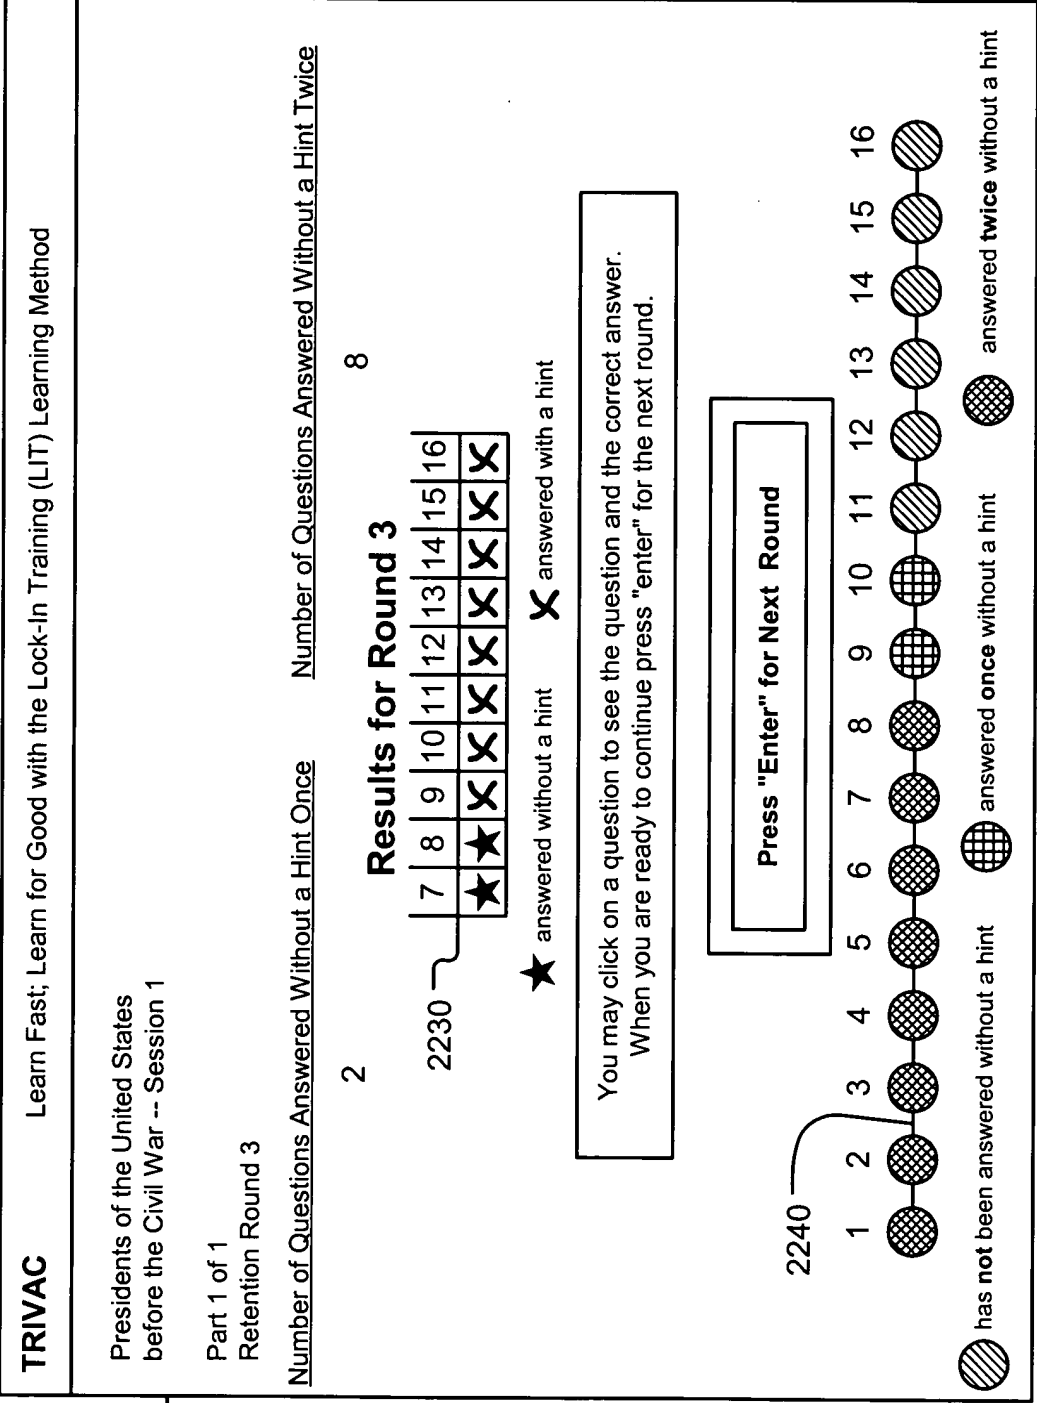 TRIVAC Learn Fast; Learn for Good with the Lock-In Training (LIT) Learning Method
Presidents of the United States
before the Civil War -- Session 1
Part 1 of 1
Retention Round 3
Number of Questions Answered Without a Hint Once Number of Questions Answered Without a Hint Twice
2 8
Results for Round 3
7 8 9 10 11 12 13 14 15 16
2230
answered without a hint answered with a hint
You may click on a question to see the question and the correct answer.
When you are ready to continue press "enter" for the next round.
Press "Enter" for Next Round
2240
1 2 3 4 5 6 7 8 9 10 11 12 13 14 15 16
has not been answered without a hint answered once without a hint answered twice without a hint